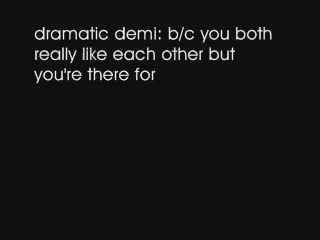 dramatic demi: b/c you both
really like each other but
you're there for